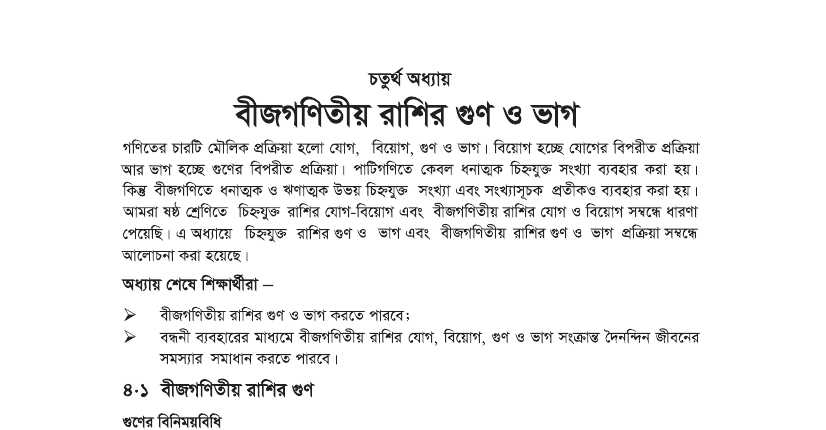 চতুর্থ অধ্যায়
বীজগণিতীয় রাশির গুণ ও ভাগ
গণিতের চারটি মৌলিক প্রক্রিয়া হলো যোগ, বিয়োগ, গুণ ও ভাগ। বিয়োগ হচ্ছে যোগের বিপরীত প্রক্রিয়া
আর ভাগ হচ্ছে গুণের বিপরীত প্রক্রিয়া। পাটিগণিতে কেবল ধনাত্মক চিহ্নযুক্ত সংখ্যা ব্যবহার করা হয়।
কিন্তু বীজগণিতে ধনাত্মক ও ঋণাত্মক উভয় চিহ্নযুক্ত সংখ্যা এবং সংখ্যাসূচক প্রতীকও ব্যবহার করা হয়।
আমরা ষষ্ঠ শ্রেণিতে চিহ্নযুক্ত রাশির যোগ-বিয়োগ এবং বীজগণিতীয় রাশির যোগ ও বিয়োগ সম্বন্ধে ধারণা
পেয়েছি। এ অধ্যায়ে চিহ্নযুক্ত রাশির গুণ ও ভাগ এবং বীজগণিতীয় রাশির গুণ ও ভাগ প্রক্রিয়া সম্বন্ধে
আলোচনা করা হয়েছে।
অধ্যায় শেষে শিক্ষার্থীরা –
➢ বীজগণিতীয় রাশির গুণ ও ভাগ করতে পারবে;
➢ বন্ধনী ব্যবহারের মাধ্যমে বীজগণিতীয় রাশির যোগ, বিয়োগ, গুণ ও ভাগ সংক্রান্ত দৈনন্দিন জীবনের
সমস্যার সমাধান করতে পারবে।
৪·১ বীজগণিতীয় রাশির গুণ
গুণের বিনিময়বিধি